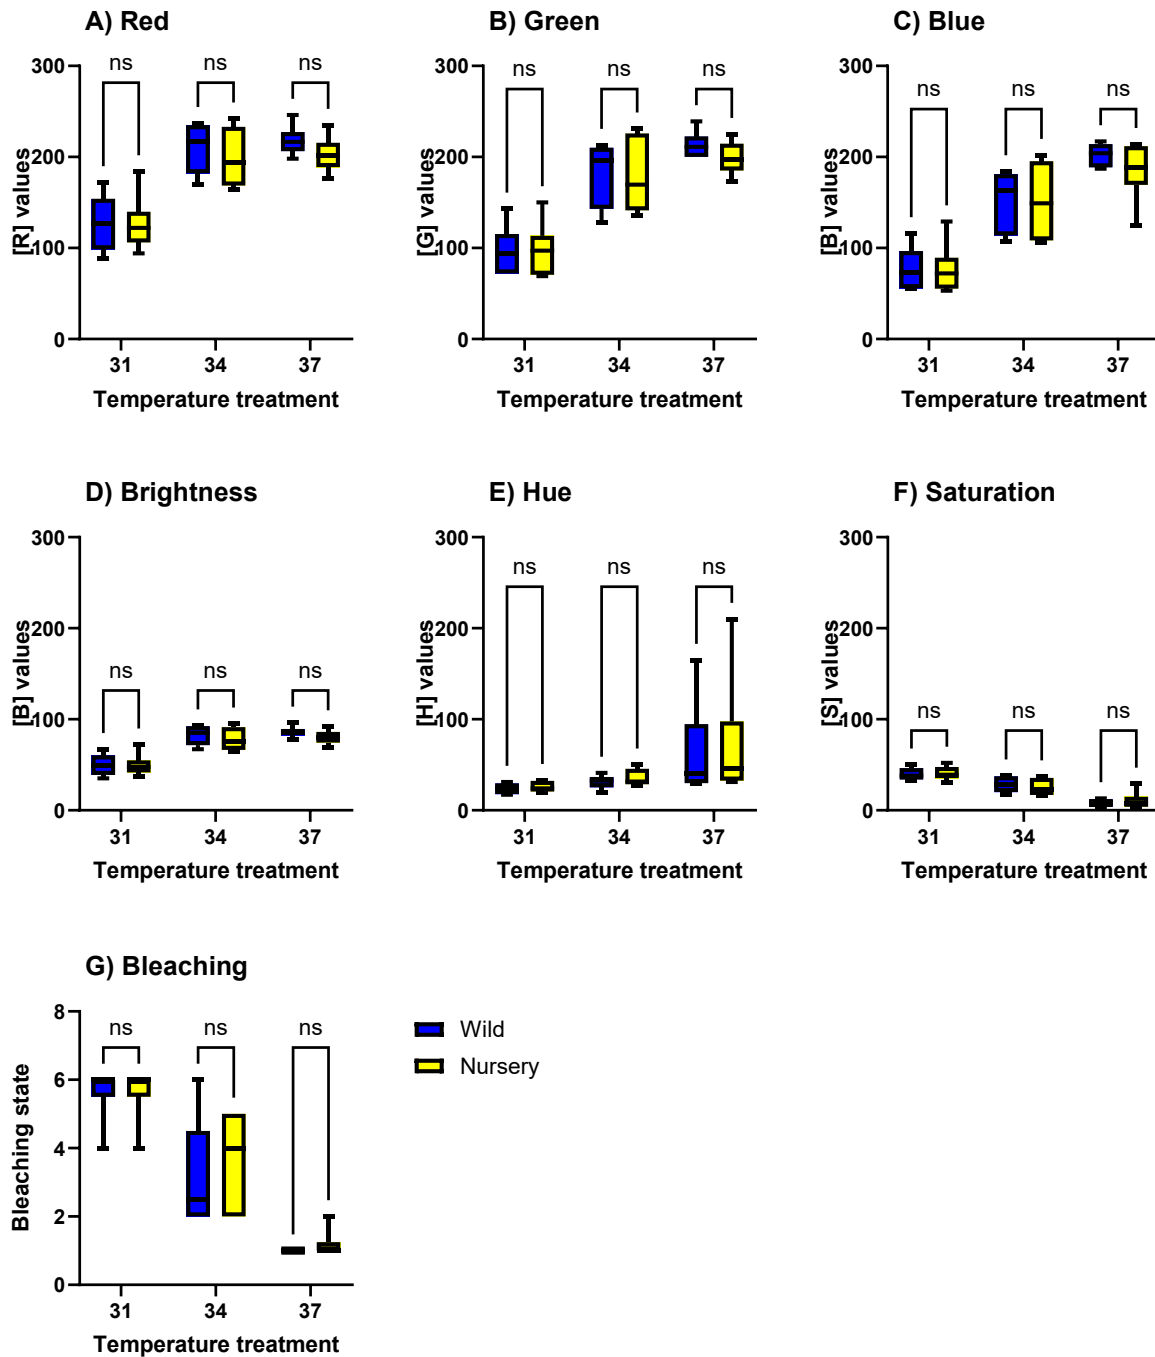 A) Red
B) Green
C) Blue
300
200
100
0
[R] values
ns
ns
ns
31
34
37
Temperature treatment
300
200
100
0
[G] values
ns
ns
ns
31
34
37
Temperature treatment
300
200
100
0
[B] values
ns
ns
ns
31
34
37
Temperature treatment
D) Brightness
E) Hue
F) Saturation
300
200
100
0
[B] values
ns
ns
ns
31
34
37
Temperature treatment
300
200
100
0
[H] values
ns
ns
ns
31
34
37
Temperature treatment
300
200
100
0
[S] values
ns
ns
ns
31
34
37
Temperature treatment
G) Bleaching
8
6
4
2
0
Bleaching state
ns
ns
ns
31
34
37
Temperature treatment
Wild
Nursery